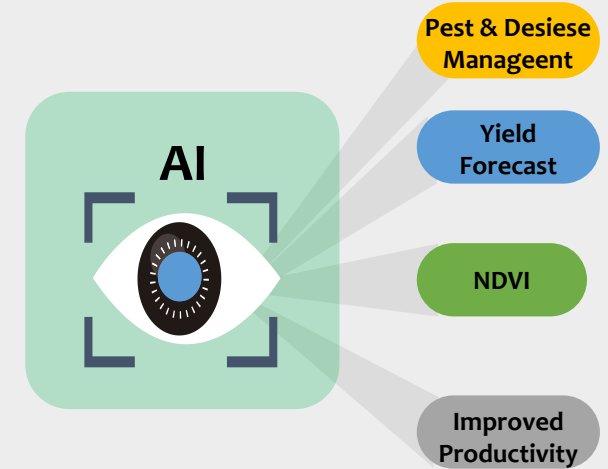 Pest & Desiese
Manageent
AI
Yield
Forecast
NDVI
Improved
Productivity